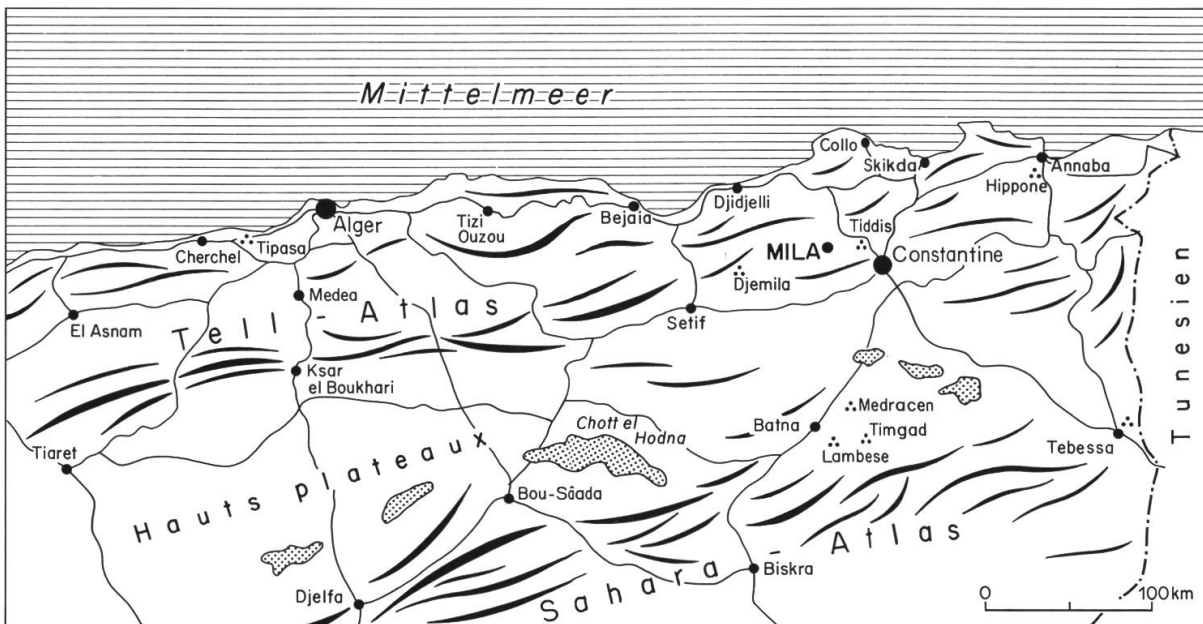 Mittelmeer
Collo
Skikda
Annaba
Hippone
Djidjelli
Alger
Tizi
Ouzou
Bejaia
Tiddis
Cherchel
Tipasa
MILA
Constantine
Djemila
Medea
El Asnam
Setif
Tell - Atlas
Tunesien
Ksar
el Boukhari
Medracen
Chott el
Hodna
Batna
Timgad
Lambese
Tebessa
Tiaret
Hauts plateaux
Bou-Sâada
Biskra
Sahara - Atlas
Djelfa
0 100km